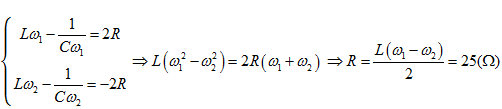 Lω₁ − 1/(Cω₁) = 2R
Lω₂ − 1/(Cω₂) = −2R
⇒ L(ω₁² − ω₂²) = 2R(ω₁ + ω₂) ⇒ R = L(ω₁ − ω₂)/2 = 25(Ω)